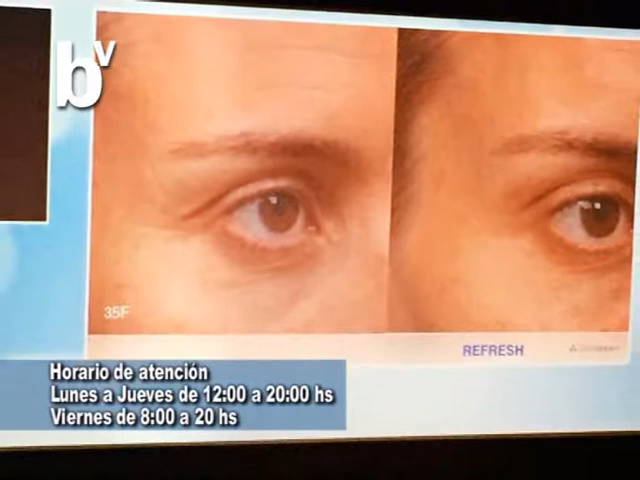 bv
35F
REFRESH
Horario de atención
Lunes a Jueves de 12:00 a 20:00 hs
Viernes de 8:00 a 20 hs